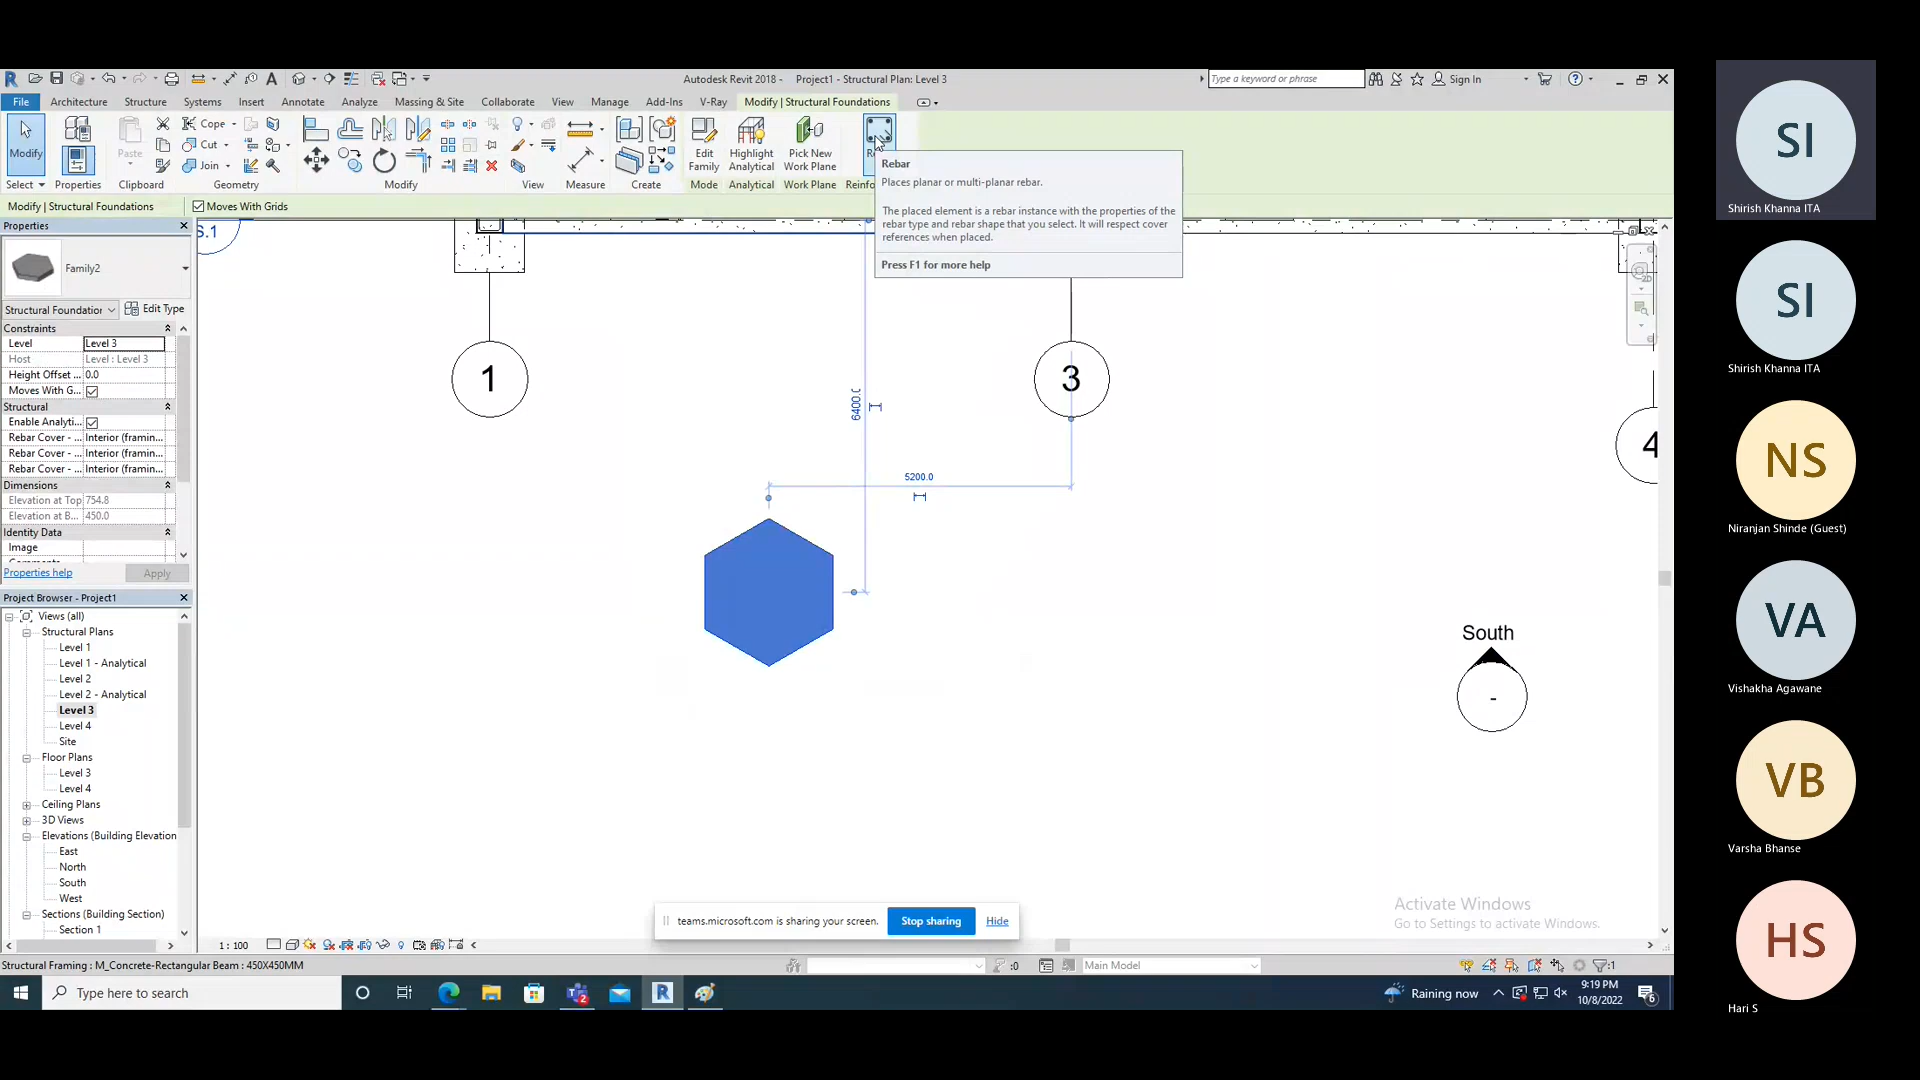 Autodesk Revit 2018 - Project1 - Structural Plan: Level 3
Type a keyword or phrase
Sign In
File Architecture Structure Systems Insert Annotate Analyze Massing & Site Collaborate View Manage Add-Ins V-Ray Modify | Structural Foundations
Modify
Paste
Cope
Cut
Join
Edit Family
Highlight Analytical
Pick New Work Plane
Select Properties Clipboard Geometry Modify View Measure Create Mode Analytical Work Plane Reinfo
Rebar
Places planar or multi-planar rebar.
The placed element is a rebar instance with the properties of the
rebar type and rebar shape that you select. It will respect cover
references when placed.
Press F1 for more help
Modify | Structural Foundations
Moves With Grids
Properties
Family2
Structural Foundation
Edit Type
Constraints
Level Level 3
Host Level : Level 3
Height Offset ... 0.0
Moves With G...
Structural
Enable Analyti...
Rebar Cover - ... Interior (framin...
Rebar Cover - ... Interior (framin...
Rebar Cover - ... Interior (framin...
Dimensions
Elevation at Top 754.8
Elevation at B... 450.0
Identity Data
Image
Properties help
Apply
Project Browser - Project1
Views (all)
Structural Plans
Level 1
Level 1 - Analytical
Level 2
Level 2 - Analytical
Level 3
Level 4
Site
Floor Plans
Level 3
Level 4
Ceiling Plans
3D Views
Elevations (Building Elevation
East
North
South
West
Sections (Building Section)
Section 1
S.1
1
3
4
6400.0
5200.0
South
-
Activate Windows
Go to Settings to activate Windows.
teams.microsoft.com is sharing your screen.
Stop sharing
Hide
1 : 100
Structural Framing : M_Concrete-Rectangular Beam : 450X450MM
:0
Main Model
:1
Type here to search
2
R
Raining now
9:19 PM
10/8/2022
6
SI
Shirish Khanna ITA
SI
Shirish Khanna ITA
NS
Niranjan Shinde (Guest)
VA
Vishakha Agawane
VB
Varsha Bhanse
HS
Hari S